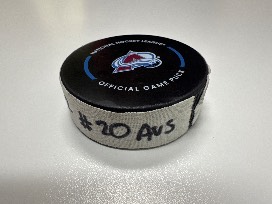 NATIONAL HOCKEY LEAGUE
OFFICIAL GAME PUCK
#20 AVS